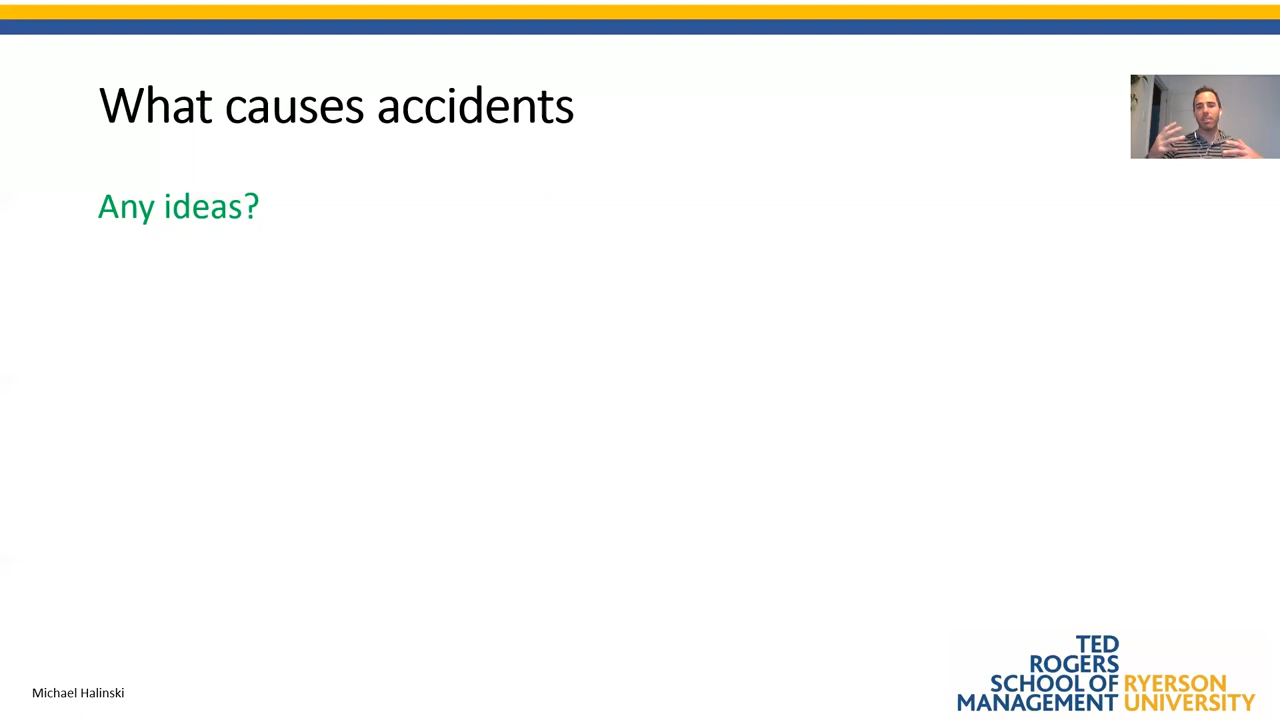 What causes accidents
Any ideas?
Michael Halinski
TED
ROGERS
SCHOOL OF RYERSON
MANAGEMENT UNIVERSITY